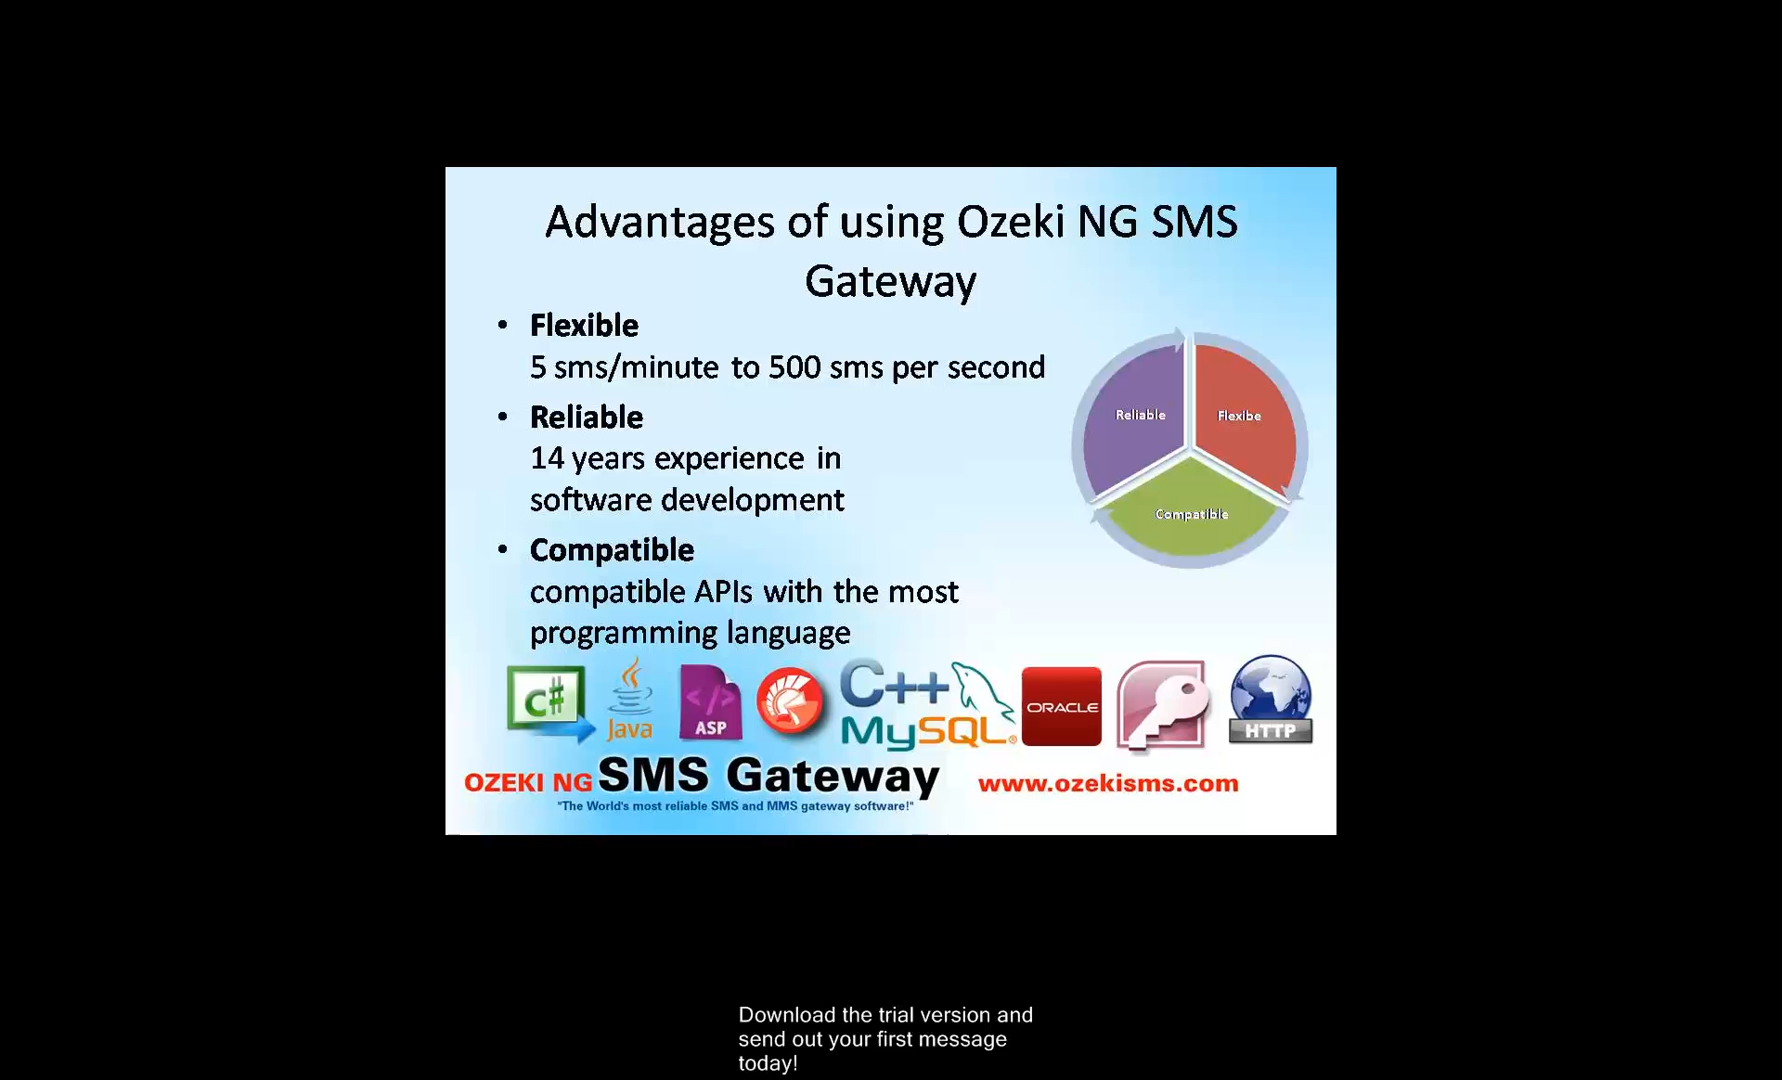 Advantages of using Ozeki NG SMS
Gateway
• Flexible
5 sms/minute to 500 sms per second
• Reliable
14 years experience in
software development
• Compatible
compatible APIs with the most
programming language
Reliable
Flexibe
Compatible
C#
Java
</>
ASP
C++
MySQL®
ORACLE
HTTP
OZEKI NG SMS Gateway
"The World's most reliable SMS and MMS gateway software!"
www.ozekisms.com
Download the trial version and
send out your first message
today!